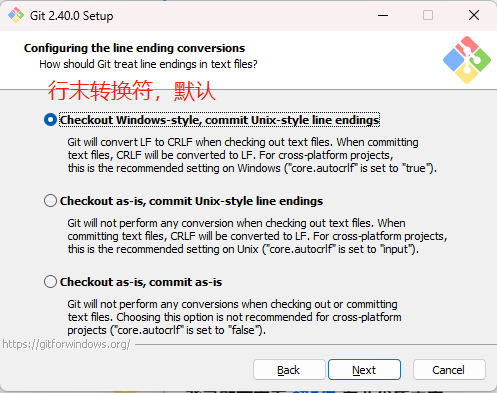 Git 2.40.0 Setup
Configuring the line ending conversions
How should Git treat line endings in text files?
行末转换符，默认
Checkout Windows-style, commit Unix-style line endings
Git will convert LF to CRLF when checking out text files. When committing
text files, CRLF will be converted to LF. For cross-platform projects,
this is the recommended setting on Windows ("core.autocrlf" is set to "true").
Checkout as-is, commit Unix-style line endings
Git will not perform any conversion when checking out text files. When
committing text files, CRLF will be converted to LF. For cross-platform projects,
this is the recommended setting on Unix ("core.autocrlf" is set to "input").
Checkout as-is, commit as-is
Git will not perform any conversions when checking out or committing
text files. Choosing this option is not recommended for cross-platform
projects ("core.autocrlf" is set to "false").
https://gitforwindows.org/
Back
Next
Cancel